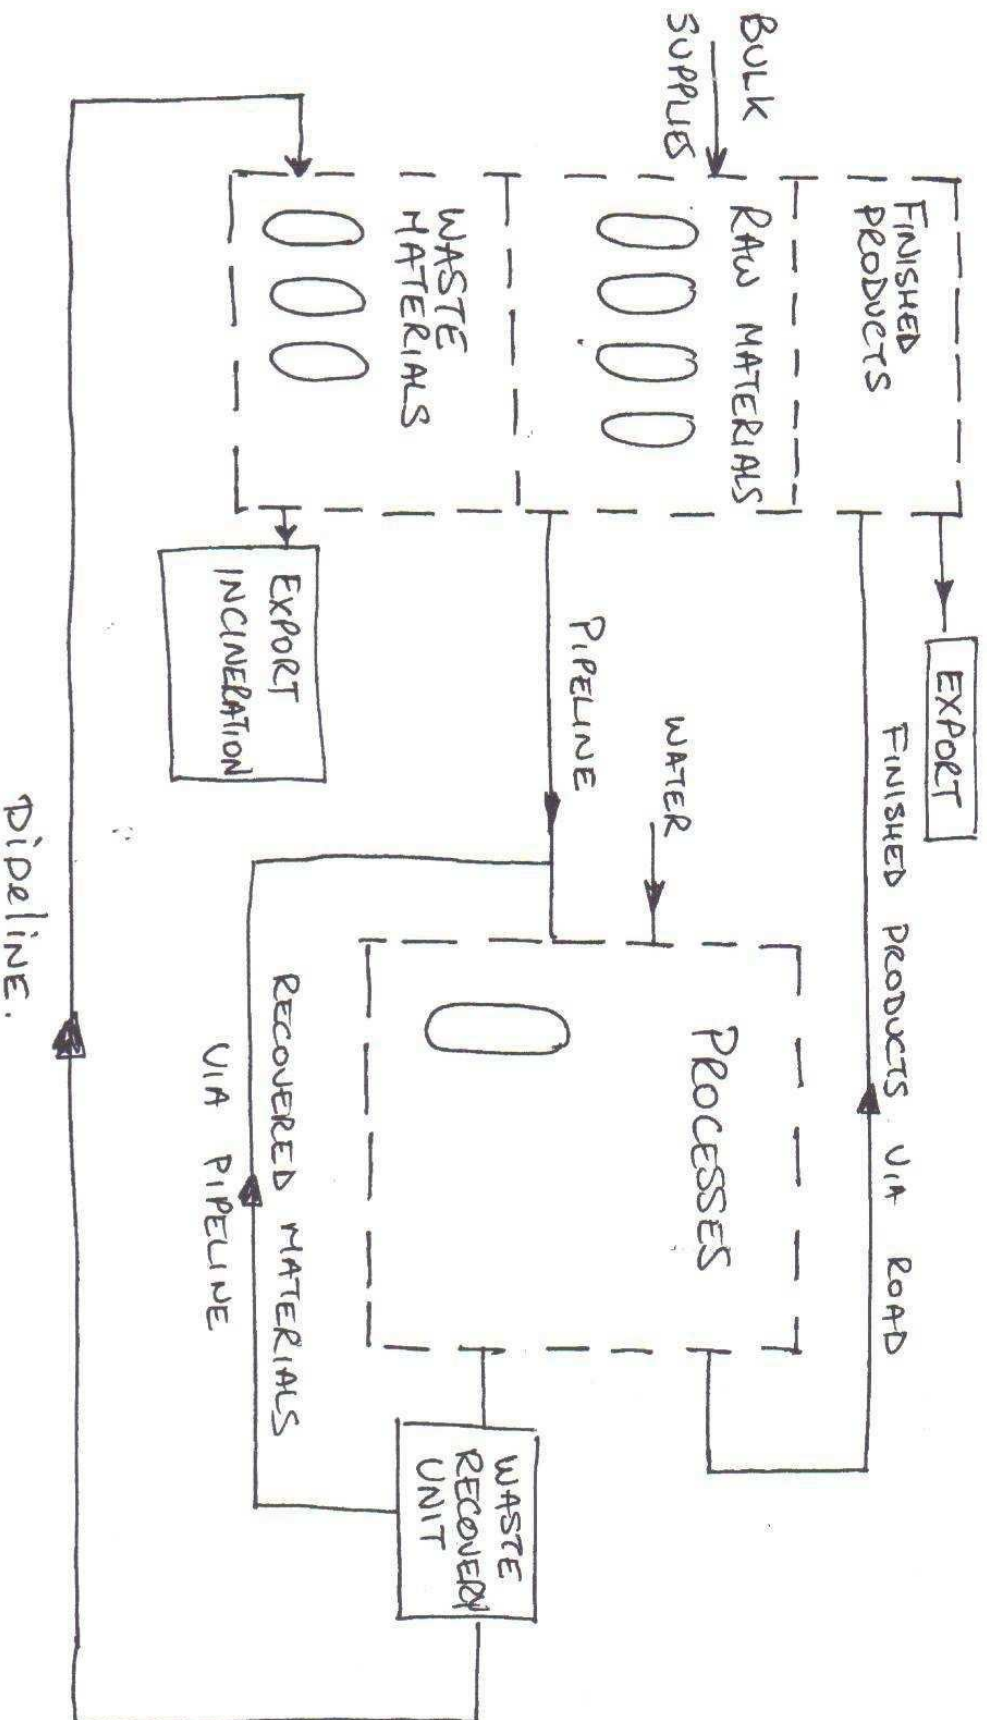 BULK
SUPPLIES
FINISHED
PRODUCTS
RAW MATERIALS
WASTE
MATERIALS
EXPORT
EXPORT
INCINERATION
FINISHED PRODUCTS VIA ROAD
PIPELINE
WATER
PROCESSES
RECOVERED MATERIALS
VIA PIPELINE
WASTE
RECOVERY
UNIT
PipeliNE.